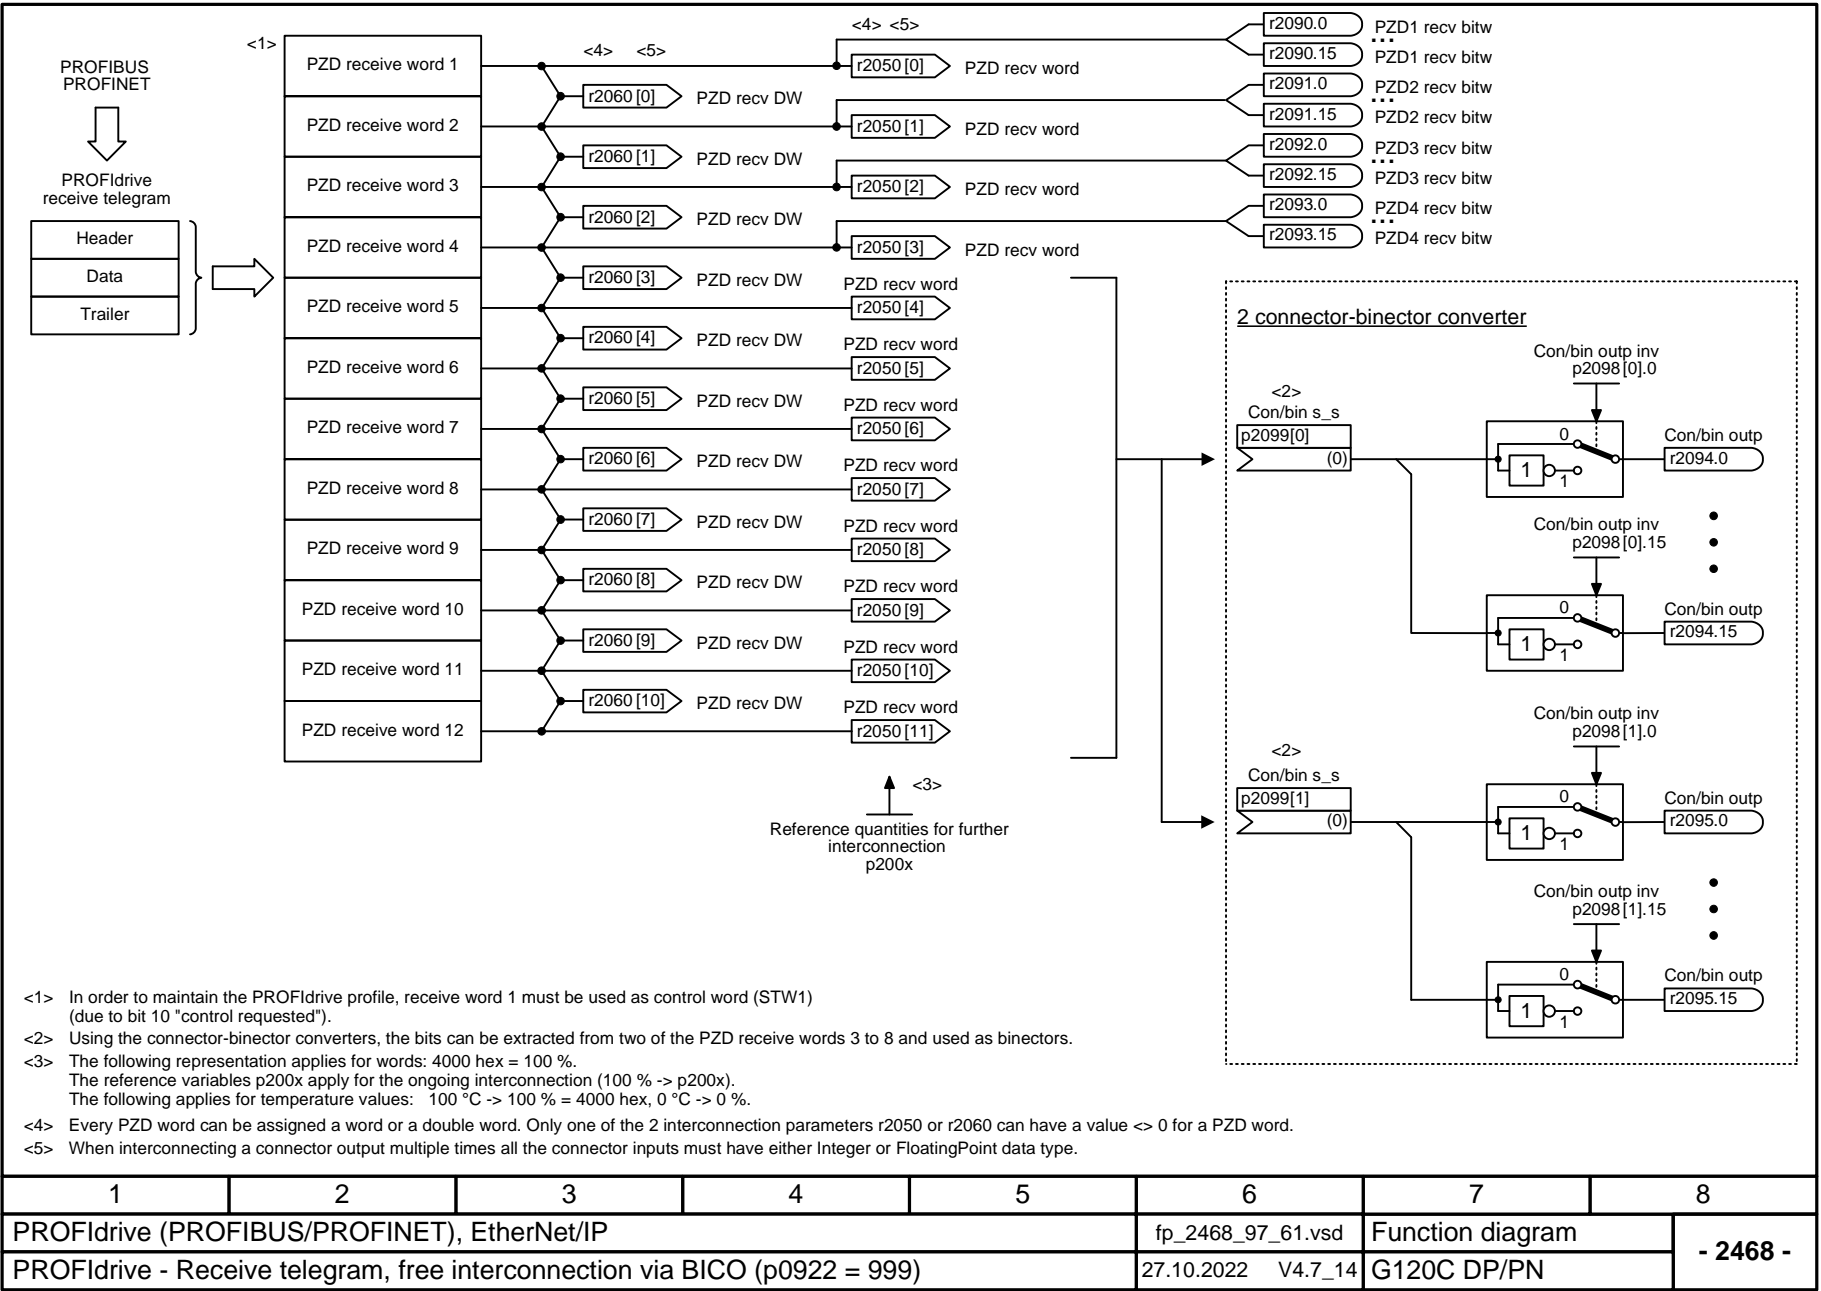 PROFIBUS
PROFINET
PROFIdrive
receive telegram
Header
Data
Trailer
<1>
PZD receive word 1
PZD receive word 2
PZD receive word 3
PZD receive word 4
PZD receive word 5
PZD receive word 6
PZD receive word 7
PZD receive word 8
PZD receive word 9
PZD receive word 10
PZD receive word 11
PZD receive word 12
<4> <5>
r2060[0] PZD recv DW
r2060[1] PZD recv DW
r2060[2] PZD recv DW
r2060[3] PZD recv DW
r2060[4] PZD recv DW
r2060[5] PZD recv DW
r2060[6] PZD recv DW
r2060[7] PZD recv DW
r2060[8] PZD recv DW
r2060[9] PZD recv DW
r2060[10] PZD recv DW
<4> <5>
r2050[0] PZD recv word
r2050[1] PZD recv word
r2050[2] PZD recv word
r2050[3] PZD recv word
PZD recv word
r2050[4]
PZD recv word
r2050[5]
PZD recv word
r2050[6]
PZD recv word
r2050[7]
PZD recv word
r2050[8]
PZD recv word
r2050[9]
PZD recv word
r2050[10]
PZD recv word
r2050[11]
<3>
Reference quantities for further
interconnection
p200x
r2090.0 PZD1 recv bitw
...
r2090.15 PZD1 recv bitw
r2091.0 PZD2 recv bitw
...
r2091.15 PZD2 recv bitw
r2092.0 PZD3 recv bitw
...
r2092.15 PZD3 recv bitw
r2093.0 PZD4 recv bitw
...
r2093.15 PZD4 recv bitw
2 connector-binector converter
Con/bin outp inv
p2098[0].0
<2>
Con/bin s_s
p2099[0]
(0)
0
1
1
Con/bin outp
r2094.0
Con/bin outp inv
p2098[0].15
0
1
1
Con/bin outp
r2094.15
Con/bin outp inv
p2098[1].0
<2>
Con/bin s_s
p2099[1]
(0)
0
1
1
Con/bin outp
r2095.0
Con/bin outp inv
p2098[1].15
0
1
1
Con/bin outp
r2095.15
<1> In order to maintain the PROFIdrive profile, receive word 1 must be used as control word (STW1)
(due to bit 10 "control requested").
<2> Using the connector-binector converters, the bits can be extracted from two of the PZD receive words 3 to 8 and used as binectors.
<3> The following representation applies for words: 4000 hex = 100 %.
The reference variables p200x apply for the ongoing interconnection (100 % -> p200x).
The following applies for temperature values: 100 °C -> 100 % = 4000 hex, 0 °C -> 0 %.
<4> Every PZD word can be assigned a word or a double word. Only one of the 2 interconnection parameters r2050 or r2060 can have a value <> 0 for a PZD word.
<5> When interconnecting a connector output multiple times all the connector inputs must have either Integer or FloatingPoint data type.
1 2 3 4 5 6 7 8
PROFIdrive (PROFIBUS/PROFINET), EtherNet/IP
fp_2468_97_61.vsd
Function diagram
- 2468 -
PROFIdrive - Receive telegram, free interconnection via BICO (p0922 = 999)
27.10.2022 V4.7_14
G120C DP/PN